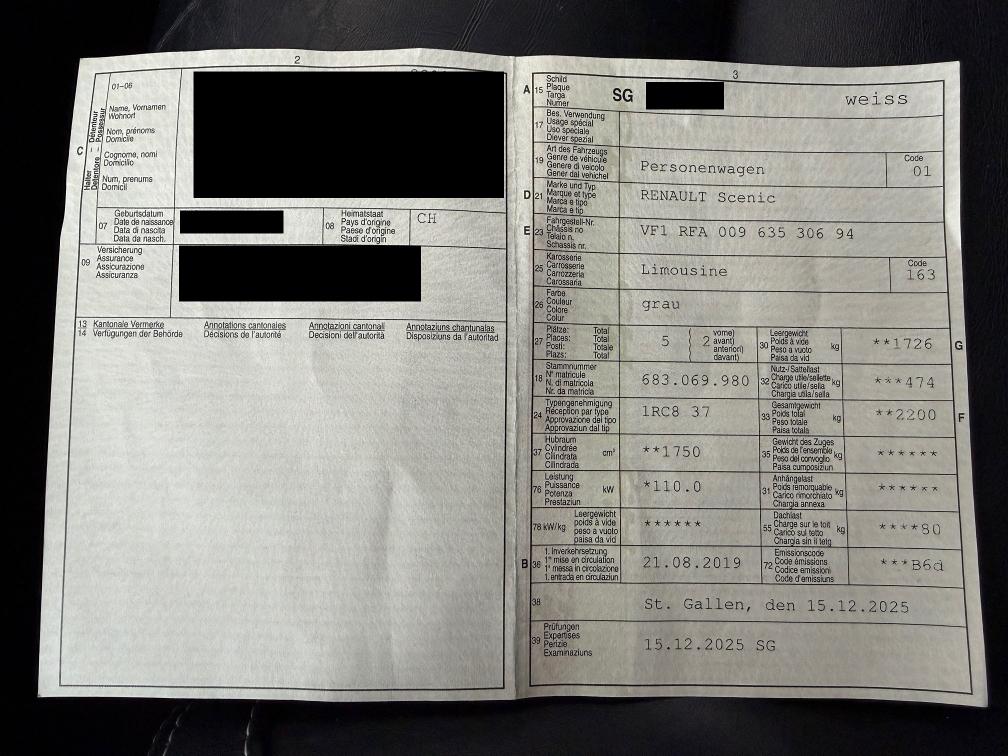 2
01-06
Name, Vornamen
Wohnort
Nom, prénoms
Domicile
Cognome, nomi
Domicilio
Num, prenums
Domicil
C
Halter – Détenteur
Detentore – Possessur
07
Geburtsdatum
Date de naissance
Data di nascita
Data da nasch.
08
Heimatstaat
Pays d'origine
Paese d'origine
Stadi d'origin
CH
09
Versicherung
Assurance
Assicurazione
Assicuranza
13
14
Kantonale Vermerke
Verfügungen der Behörde
Annotations cantonales
Décisions de l'autorité
Annotazioni cantonali
Decisioni dell'autorità
Annotaziuns chantunalas
Disposiziuns da l'autoritad
3
A 15
Schild
Plaque
Targa
Numer
SG
weiss
17
Bes. Verwendung
Usage spécial
Uso speciale
Diever spezial
19
Art des Fahrzeugs
Genre de véhicule
Genere di veicolo
Gener dal vehichel
Personenwagen
Code
01
D 21
Marke und Typ
Marque et type
Marca e tipo
Marca e tip
RENAULT Scenic
E 23
Fahrgestell-Nr.
Châssis no
Telaio n.
Schassis nr.
VF1 RFA 009 635 306 94
25
Karosserie
Carrosserie
Carrozzeria
Carossaria
Limousine
Code
163
26
Farbe
Couleur
Colore
Colur
grau
27
Plätze: Total
Places: Total
Posti: Totale
Plazs: Total
5
2
vorne)
avant)
anteriori)
davant)
30
Leergewicht
Poids à vide
Peso a vuoto
Paisa da vid
kg
**1726
G
18
Stammnummer
N° matricule
N. di matricola
Nr. da matricla
683.069.980
32
Nutz-/Sattellast
Charge utile/sellette
Carico utile/sella
Chargia utila/sella
kg
***474
24
Typengenehmigung
Réception par type
Approvazione del tipo
Approvaziun dal tip
1RC8 37
33
Gesamtgewicht
Poids total
Peso totale
Paisa totala
kg
**2200
F
37
Hubraum
Cylindrée
Cilindrata
Cilindrada
cm³
**1750
35
Gewicht des Zuges
Poids de l'ensemble
Peso del convoglio
Paisa cumposiziun
kg
******
76
Leistung
Puissance
Potenza
Prestaziun
kW
*110.0
31
Anhängelast
Poids remorquable
Carico rimorchiato
Chargia annexa
kg
******
78 kW/kg
Leergewicht
poids à vide
peso a vuoto
paisa da vid
******
55
Dachlast
Charge sur le toit
Carico sul tetto
Chargia sin il tetg
kg
****80
B 36
1. Inverkehrsetzung
1re mise en circulation
1a messa in circolazione
1. entrada en circulaziun
21.08.2019
72
Emissionscode
Code émissions
Codice emissioni
Code d'emissiuns
***B6d
38
St. Gallen, den 15.12.2025
39
Prüfungen
Expertises
Perizie
Examinaziuns
15.12.2025 SG